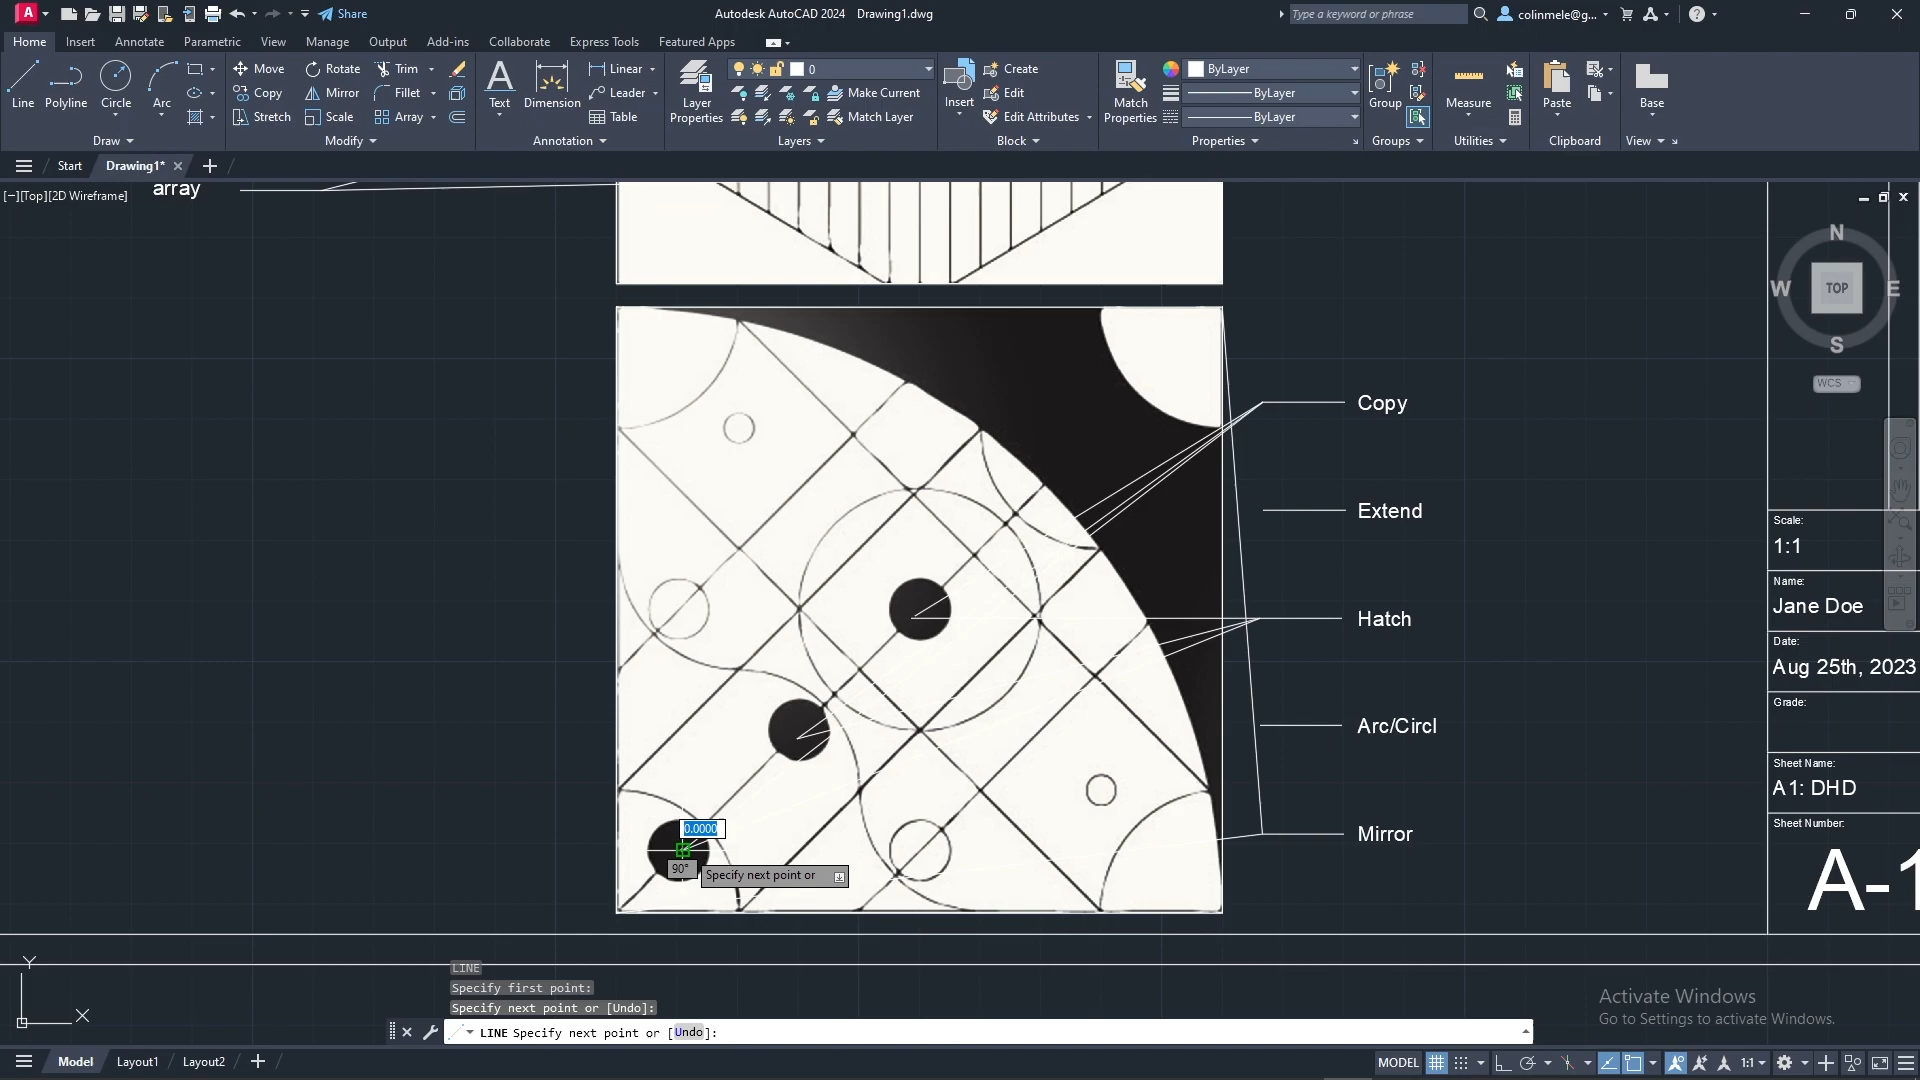 A
Share
Autodesk AutoCAD 2024 Drawing1.dwg
Type a keyword or phrase
colinmele@g...
Home Insert Annotate Parametric View Manage Output Add-ins Collaborate Express Tools Featured Apps
Line Polyline Circle Arc
Draw
Move Rotate Trim
Copy Mirror Fillet
Stretch Scale Array
Modify
Text Dimension
Linear
Leader
Table
Annotation
Layer Properties
0
Make Current
Match Layer
Layers
Insert
Create
Edit
Edit Attributes
Block
Match Properties
ByLayer
ByLayer
ByLayer
Properties
Group
Groups
Measure
Utilities
Paste
Clipboard
Base
View
Start Drawing1*
[−][Top][2D Wireframe]
array
N
W TOP E
S
WCS
Copy
Extend
Hatch
Arc/Circl
Mirror
Scale:
1:1
Name:
Jane Doe
Date:
Aug 25th, 2023
Grade:
Sheet Name:
A1: DHD
Sheet Number:
A-1
0.0000
90°
Specify next point or
Y
X
LINE
Specify first point:
Specify next point or [Undo]:
LINE Specify next point or [Undo]:
Activate Windows
Go to Settings to activate Windows.
Model Layout1 Layout2
MODEL 1:1